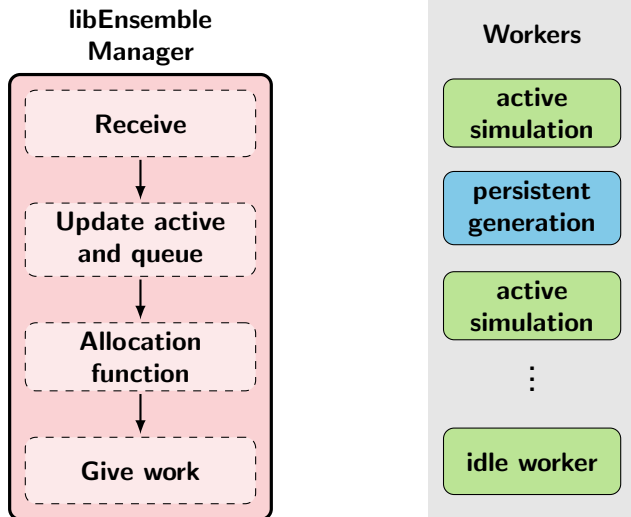 libEnsemble
Manager
Receive
Update active
and queue
Allocation
function
Give work
Workers
active
simulation
persistent
generation
active
simulation
⋮
idle worker